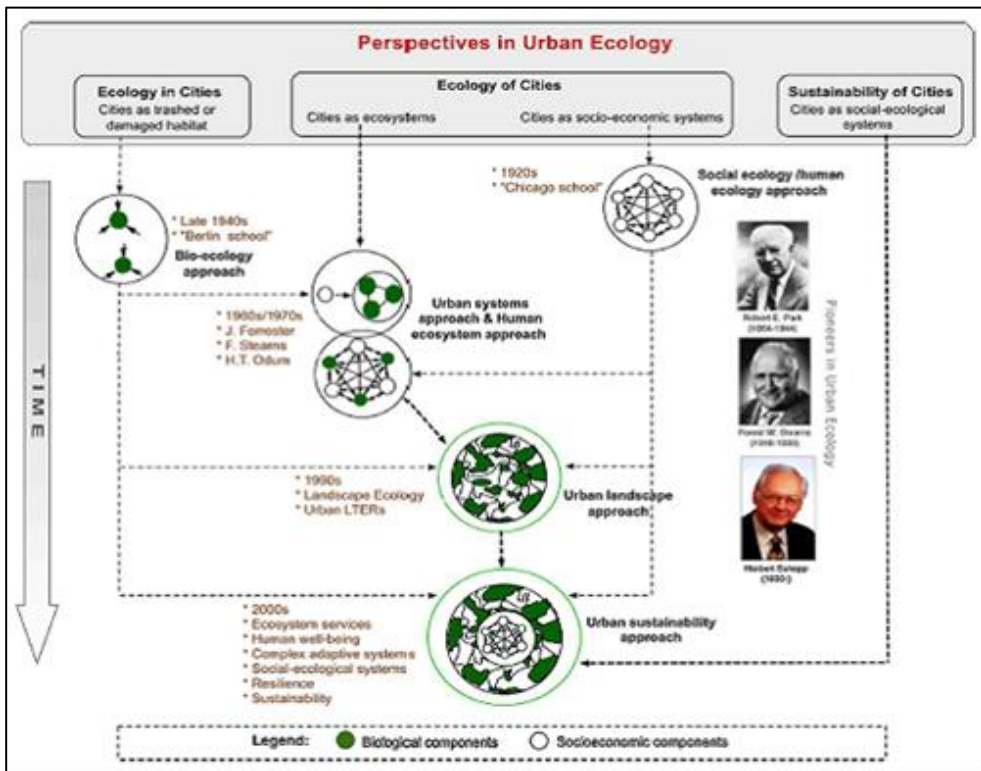 Perspectives in Urban Ecology
Ecology in Cities
Cities as trashed or
damaged habitat
Ecology of Cities
Cities as ecosystems
Cities as socio-economic systems
Sustainability of Cities
Cities as social-ecological
systems
TIME
* 1920s
* "Chicago school"
Social ecology /human
ecology approach
* Late 1940s
* "Berlin school"
Bio-ecology
approach
* 1960s/1970s
* J. Forrester
* F. Stearns
* H.T. Odum
Urban systems
approach & Human
ecosystem approach
* 1990s
* Landscape Ecology
* Urban LTERs
Urban landscape
approach
* 2000s
* Ecosystem services
* Human well-being
* Complex adaptive systems
* Social-ecological systems
* Resilience
* Sustainability
Urban sustainability
approach
Robert E. Park
Forest W. Stearns
Sukopp
Pioneers in Urban Ecology
Legend: Biological components Socioeconomic components